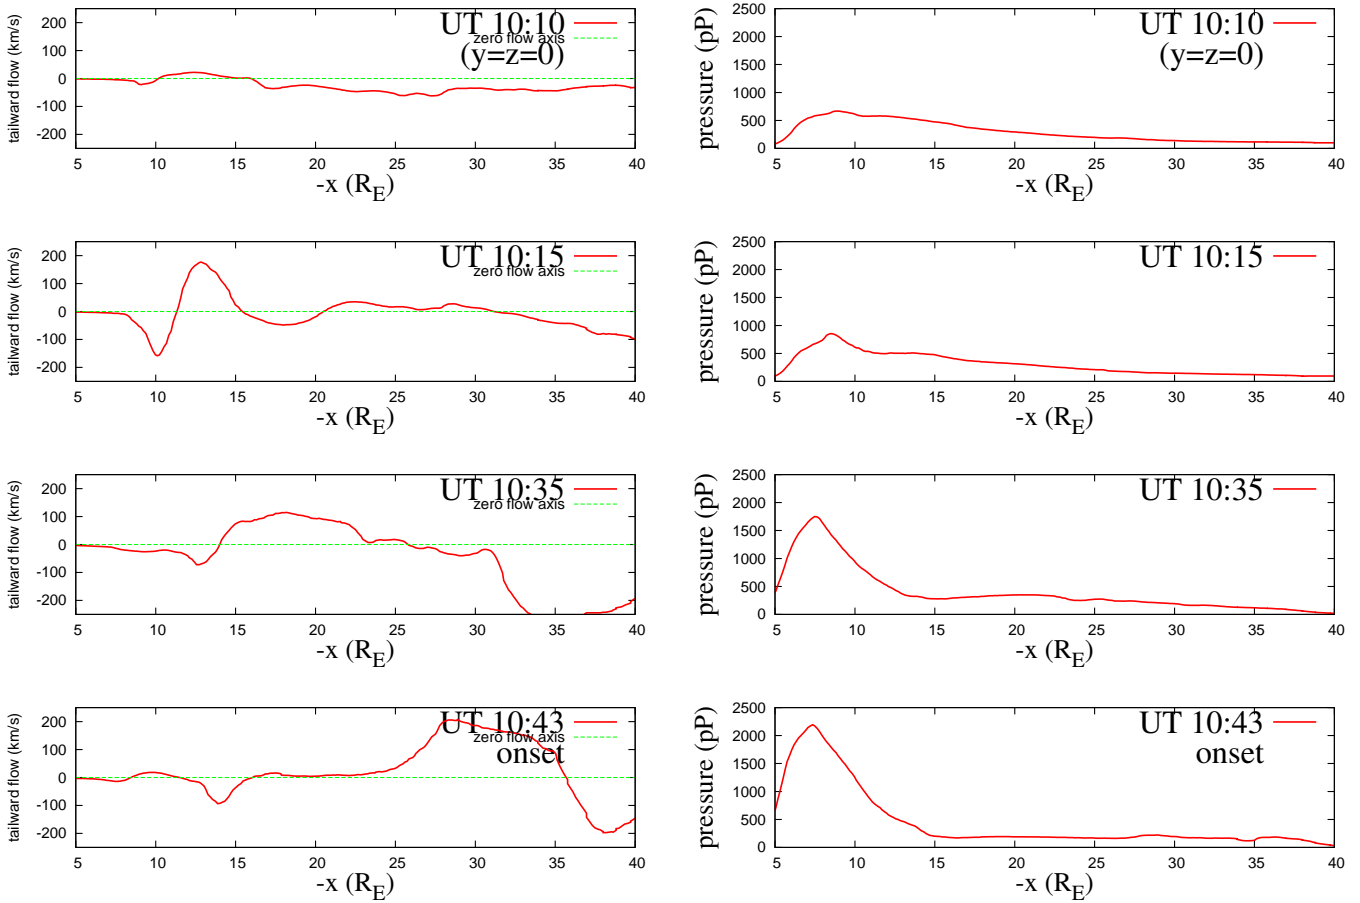 tailward flow (km/s)
200
100
0
-100
-200
UT 10:10
zero flow axis
(y=z=0)
5 10 15 20 25 30 35 40
-x (R_E)
pressure (pP)
2500
2000
1500
1000
500
0
UT 10:10
(y=z=0)
5 10 15 20 25 30 35 40
-x (R_E)
tailward flow (km/s)
200
100
0
-100
-200
UT 10:15
zero flow axis
5 10 15 20 25 30 35 40
-x (R_E)
pressure (pP)
2500
2000
1500
1000
500
0
UT 10:15
5 10 15 20 25 30 35 40
-x (R_E)
tailward flow (km/s)
200
100
0
-100
-200
UT 10:35
zero flow axis
5 10 15 20 25 30 35 40
-x (R_E)
pressure (pP)
2500
2000
1500
1000
500
0
UT 10:35
5 10 15 20 25 30 35 40
-x (R_E)
tailward flow (km/s)
200
100
0
-100
-200
UT 10:43
zero flow axis
onset
5 10 15 20 25 30 35 40
-x (R_E)
pressure (pP)
2500
2000
1500
1000
500
0
UT 10:43
onset
5 10 15 20 25 30 35 40
-x (R_E)